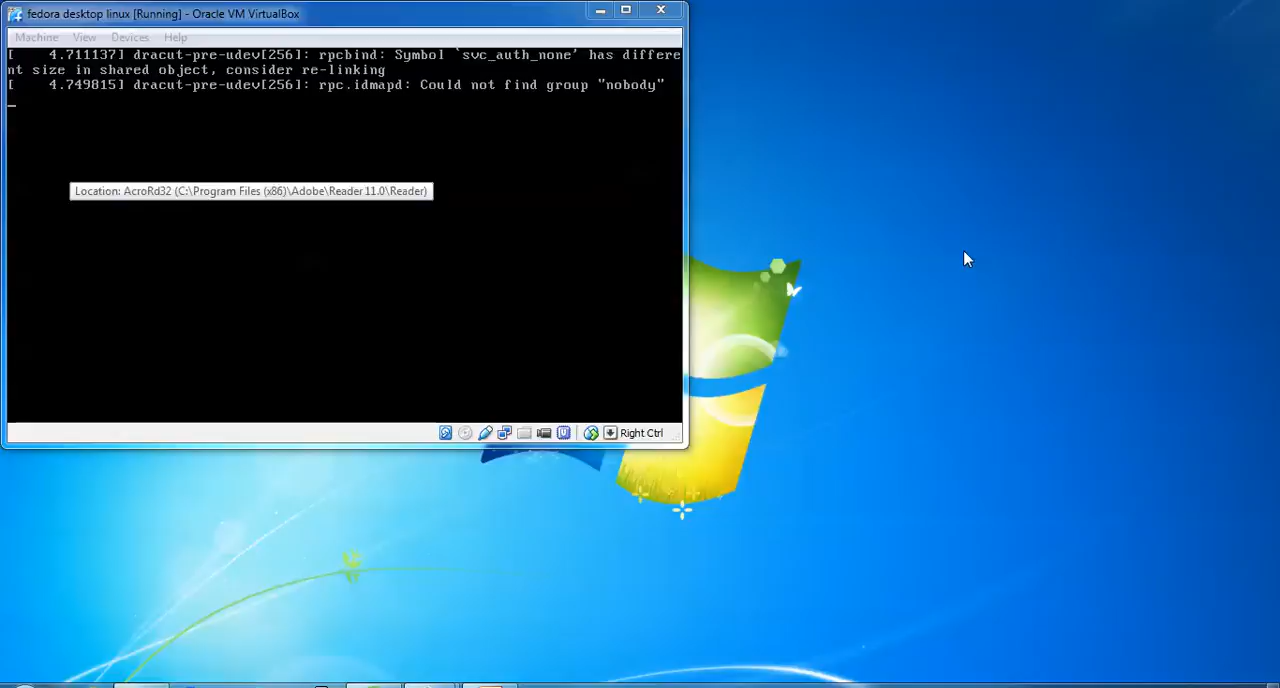 fedora desktop linux [Running] - Oracle VM VirtualBox
Machine View Devices Help
[    4.711137] dracut-pre-udev[256]: rpcbind: Symbol `svc_auth_none' has differe
nt size in shared object, consider re-linking
[    4.749815] dracut-pre-udev[256]: rpc.idmapd: Could not find group "nobody"
Location: AcroRd32 (C:\Program Files (x86)\Adobe\Reader 11.0\Reader)
Right Ctrl